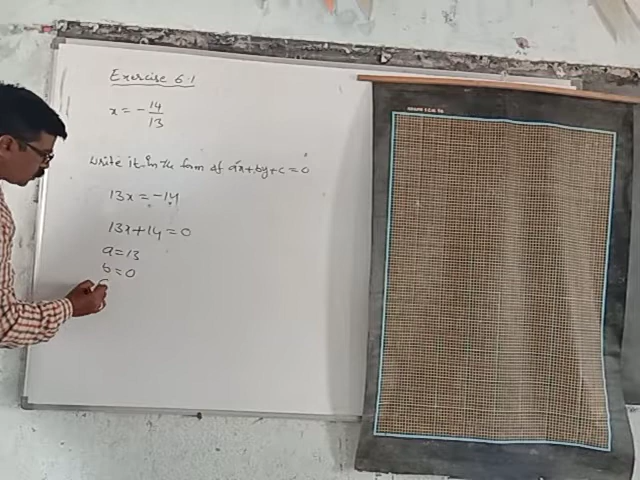 Exercise 6.1
x = -14/13
write it in the form of ax+by+c=0
13x = -14
13x+14=0
a=13
b=0